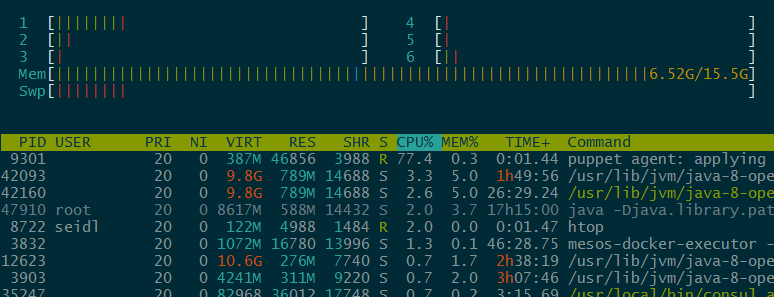 1 [||||||||] 4 [|]
2 [||] 5 [|]
3 [|] 6 [||]
Mem[||||||||||||||||||||||||||||||||||||||||||||||||||||||||||||||||||||||||||||6.52G/15.5G]
Swp[|||||||||]
PID USER PRI NI VIRT RES SHR S CPU% MEM% TIME+ Command
9301 20 0 387M 46856 3988 R 77.4 0.3 0:01.44 puppet agent: applying
42093 20 0 9.8G 789M 14688 S 3.3 5.0 1h49:56 /usr/lib/jvm/java-8-ope
42160 20 0 9.8G 789M 14688 S 2.6 5.0 26:29.24 /usr/lib/jvm/java-8-ope
47910 root 20 0 8617M 588M 14432 S 2.0 3.7 17h15:00 java -Djava.library.pat
8722 seidl 20 0 122M 4988 1484 R 2.0 0.0 0:01.47 htop
3832 20 0 1072M 16780 13996 S 1.3 0.1 46:28.75 mesos-docker-executor -
12623 20 0 10.6G 276M 7740 S 0.7 1.7 2h38:19 /usr/lib/jvm/java-8-ope
3903 20 0 4241M 311M 9220 S 0.7 2.0 3h07:46 /usr/lib/jvm/java-8-ope
35247 20 0 82968 36012 17748 S 0.7 0.2 3:15.69 /usr/local/bin/consul a